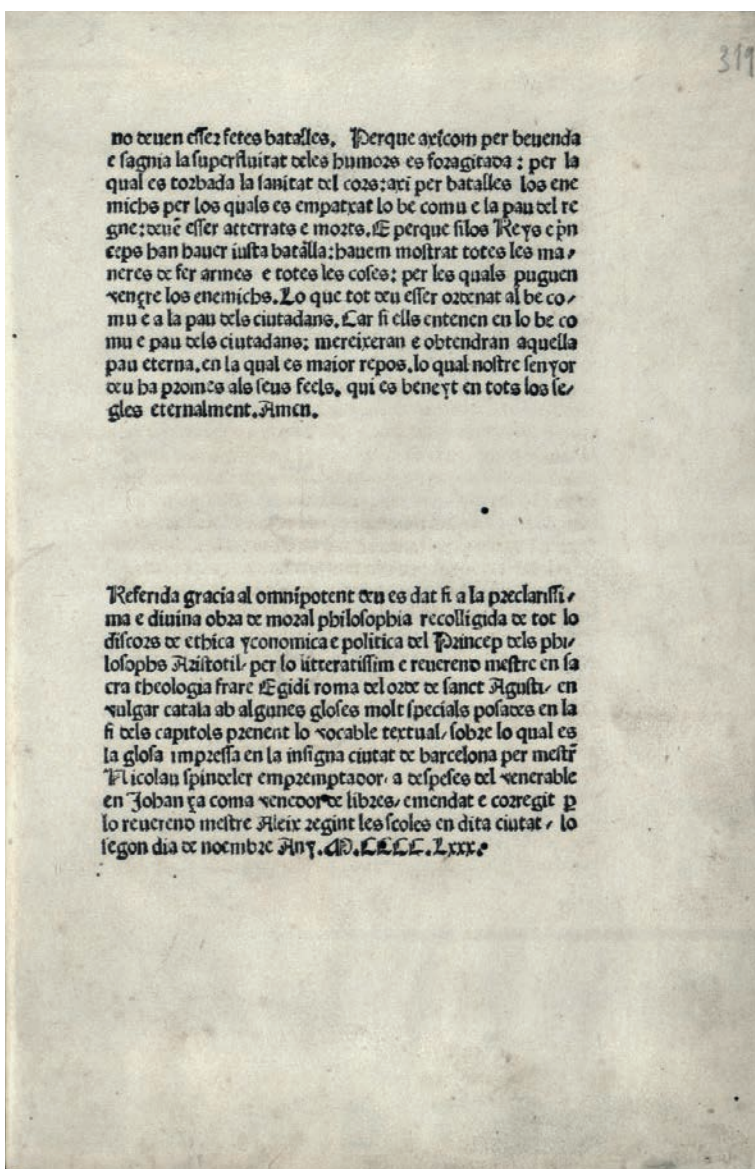 319
no deuen esser fetes batalles. Perque axicom per beuenda
e sagnia la superfluitat deles humors es foragitada: per la
qual es torbada la sanitat del cors: axi per batalles los ene
michs per los quals es empatxat lo be comu e la pau del re
gne: deuē esser atterrats e morts. E perque si los Reys e pn̄
ceps han hauer iusta batalla: hauem mostrat totes les ma⸗
neres de fer armes e totes les coses: per les quals puguen
vençre los enemichs. Lo que tot deu esser ordenat al be co⸗
mu e a la pau dels ciutadans. Car si ells entenen en lo be co
mu e pau dels ciutadans: mereixeran e obtendran aquella
pau eterna. en la qual es maior repos. lo qual nostre senyor
deu ha promes als seus feels. qui es beneyt en tots los se⸗
gles eternalment. Amen.
Referida gracia al omnipotent deu es dat fi a la preclarissi⸗
ma e diuina obra de moral philosophia recolligida de tot lo
discors de ethica yconomica e politica del Princep dels phi⸗
losophs Aristotil/ per lo litteratissim e reuerend mestre en sa
cra theologia frare Egidi roma del orde de sanct Agusti/ en
vulgar catala ab algunes gloses molt specials posades en la
fi dels capitols prenent lo vocable textual/ sobre lo qual es
la glosa impressa en la insigna ciutat de barcelona per mestr̄
Nicolau spindeler empremptador/ a despeses del venerable
en Johan ça coma venedor de libres/ emendat e corregit ꝑ
lo reuerend mestre Aleix regint les scoles en dita ciutat/ lo
segon dia de noembre Any. M. CCCC. Lxxx.